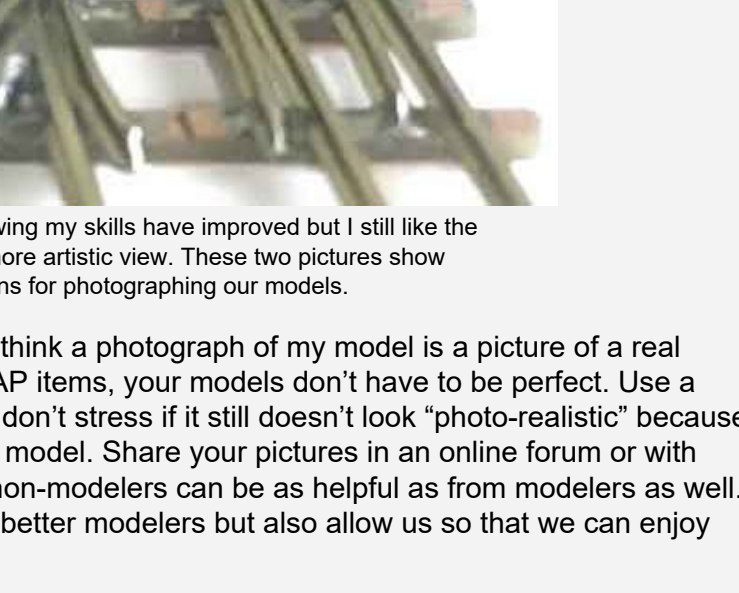 my skills have improved but I still like the
artistic view. These two pictures show
for photographing our models.
think a photograph of my model is a picture of a real
AP items, your models don’t have to be perfect. Use a
don’t stress if it still doesn’t look “photo-realistic” because
model. Share your pictures in an online forum or with
non-modelers can be as helpful as from modelers as well.
better modelers but also allow us so that we can enjoy